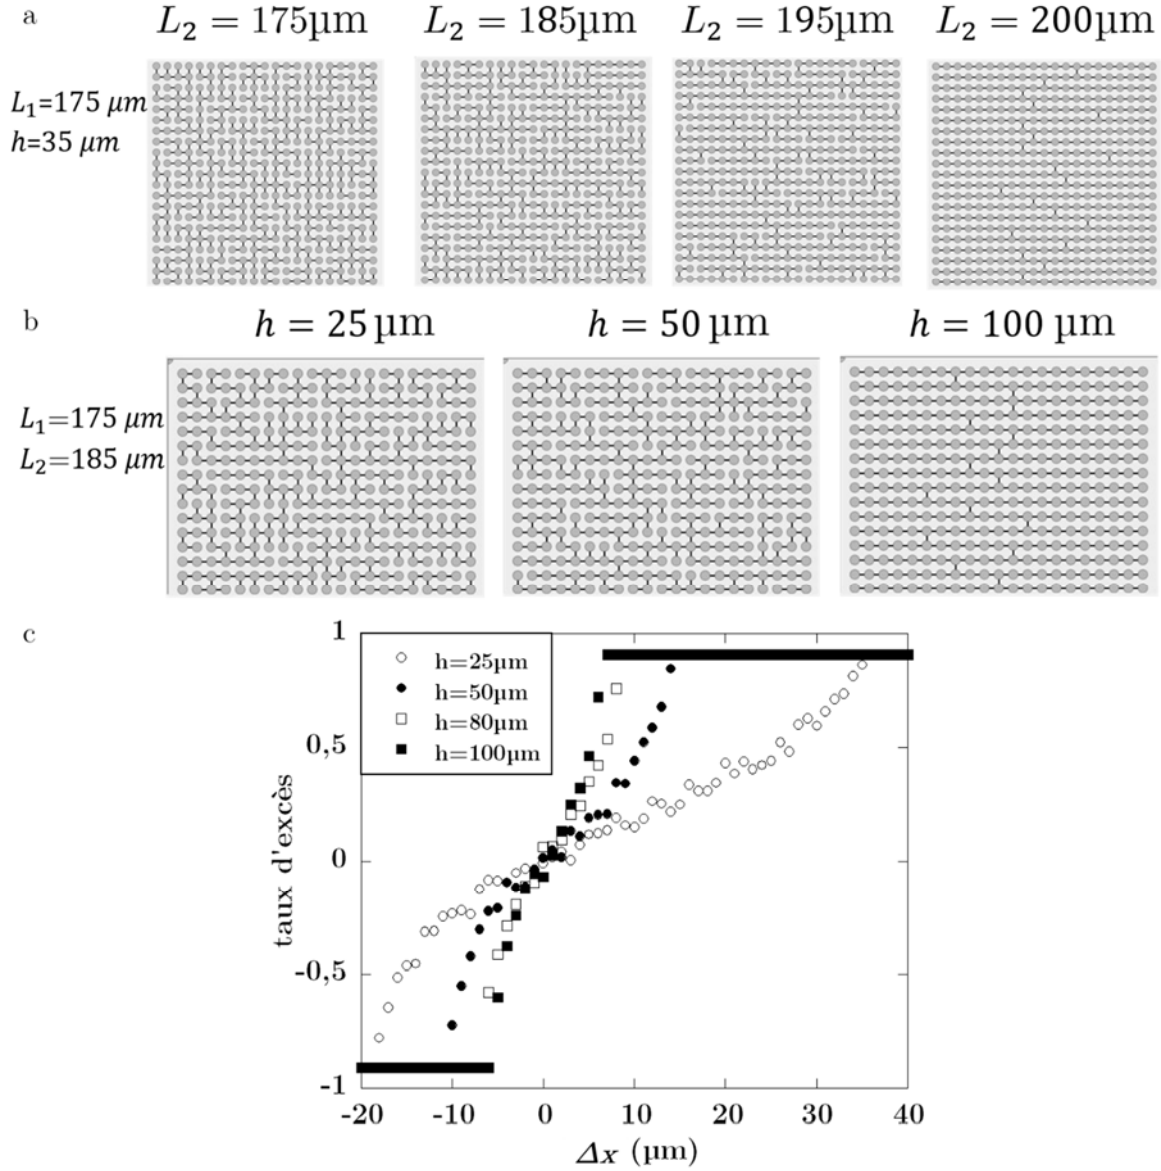 a
L₂ = 175µm L₂ = 185µm L₂ = 195µm L₂ = 200µm
L₁=175 µm
h=35 µm
b
h = 25 µm h = 50 µm h = 100 µm
L₁=175 µm
L₂=185 µm
c
h=25µm
h=50µm
h=80µm
h=100µm
1
0,5
0
-0,5
-1
taux d'excès
-20 -10 0 10 20 30 40
Δx (µm)